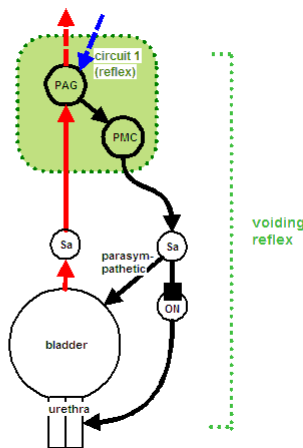 circuit 1
(reflex)
PAG
PMC
voiding
reflex
Sa
parasym-
pathetic
Sa
ON
bladder
urethra